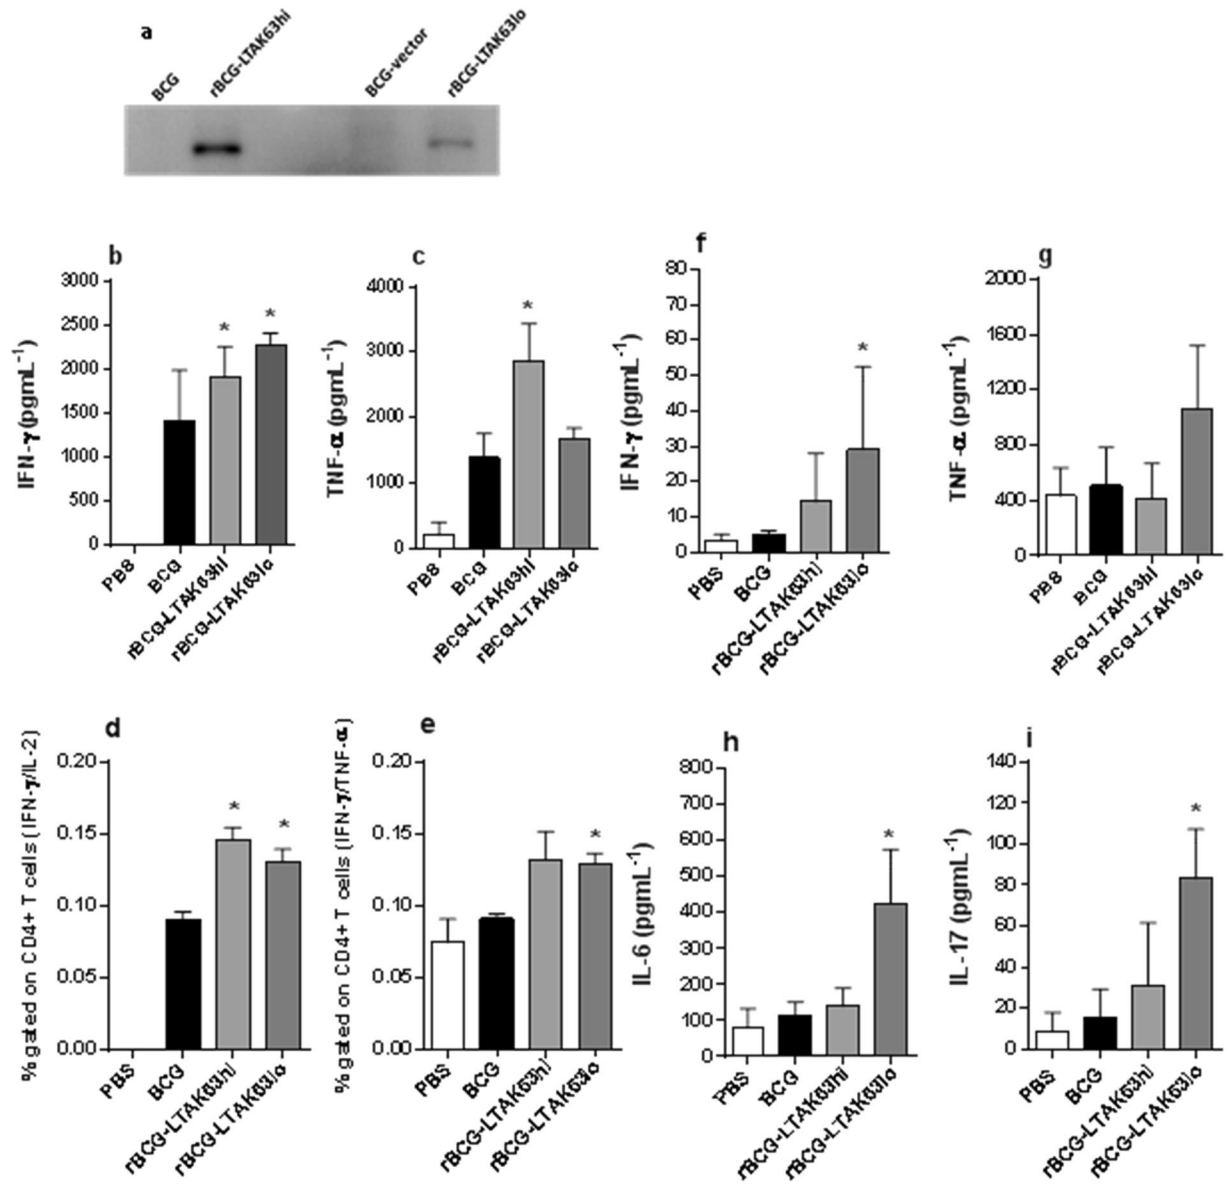 a
BCG
rBCG-LTAK63hi
BCG-vector
rBCG-LTAK63lo
b
IFN-γ (pgmL⁻¹)
3000
2500
2000
1500
1000
500
0
*
*
PBS
BCG
rBCG-LTAK63hi
rBCG-LTAK63lo
c
TNF-α (pgmL⁻¹)
4000
3000
2000
1000
0
*
PBS
BCG
rBCG-LTAK63hi
rBCG-LTAK63lo
f
IFN-γ (pgmL⁻¹)
80
70
60
50
40
30
20
10
0
*
PBS
BCG
rBCG-LTAK63hi
rBCG-LTAK63lo
g
TNF-α (pgmL⁻¹)
2000
1600
1200
800
400
0
PBS
BCG
rBCG-LTAK63hi
rBCG-LTAK63lo
d
% gated on CD4+ T cells (IFN-γ/IL-2)
0.20
0.15
0.10
0.05
0.00
*
*
PBS
BCG
rBCG-LTAK63hi
rBCG-LTAK63lo
e
% gated on CD4+ T cells (IFN-γ/TNF-α)
0.20
0.15
0.10
0.05
0.00
*
PBS
BCG
rBCG-LTAK63hi
rBCG-LTAK63lo
h
IL-6 (pgmL⁻¹)
800
700
600
500
400
300
200
100
0
*
PBS
BCG
rBCG-LTAK63hi
rBCG-LTAK63lo
i
IL-17 (pgmL⁻¹)
140
120
100
80
60
40
20
0
*
PBS
BCG
rBCG-LTAK63hi
rBCG-LTAK63lo